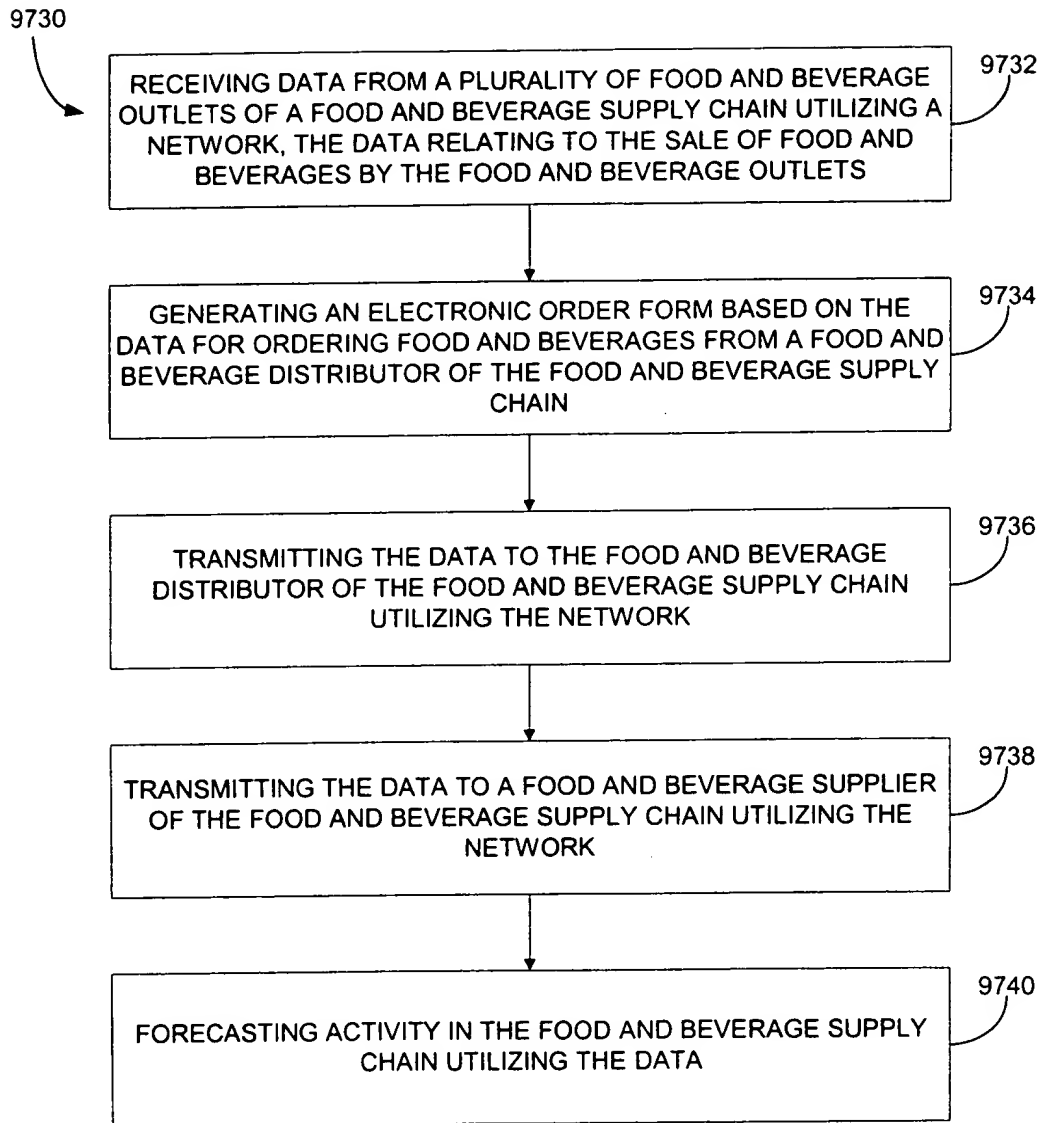 9730
9732
RECEIVING DATA FROM A PLURALITY OF FOOD AND BEVERAGE
OUTLETS OF A FOOD AND BEVERAGE SUPPLY CHAIN UTILIZING A
NETWORK, THE DATA RELATING TO THE SALE OF FOOD AND
BEVERAGES BY THE FOOD AND BEVERAGE OUTLETS
9734
GENERATING AN ELECTRONIC ORDER FORM BASED ON THE
DATA FOR ORDERING FOOD AND BEVERAGES FROM A FOOD AND
BEVERAGE DISTRIBUTOR OF THE FOOD AND BEVERAGE SUPPLY
CHAIN
9736
TRANSMITTING THE DATA TO THE FOOD AND BEVERAGE
DISTRIBUTOR OF THE FOOD AND BEVERAGE SUPPLY CHAIN
UTILIZING THE NETWORK
9738
TRANSMITTING THE DATA TO A FOOD AND BEVERAGE SUPPLIER
OF THE FOOD AND BEVERAGE SUPPLY CHAIN UTILIZING THE
NETWORK
9740
FORECASTING ACTIVITY IN THE FOOD AND BEVERAGE SUPPLY
CHAIN UTILIZING THE DATA